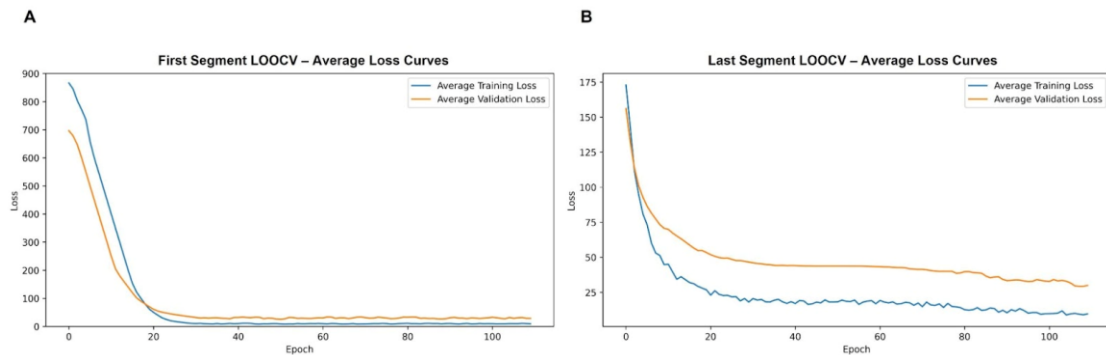 A
First Segment LOOCV – Average Loss Curves
Average Training Loss
Average Validation Loss
Loss
900
800
700
600
500
400
300
200
100
0
0 20 40 60 80 100
Epoch
B
Last Segment LOOCV – Average Loss Curves
Average Training Loss
Average Validation Loss
Loss
175
150
125
100
75
50
25
0 20 40 60 80 100
Epoch